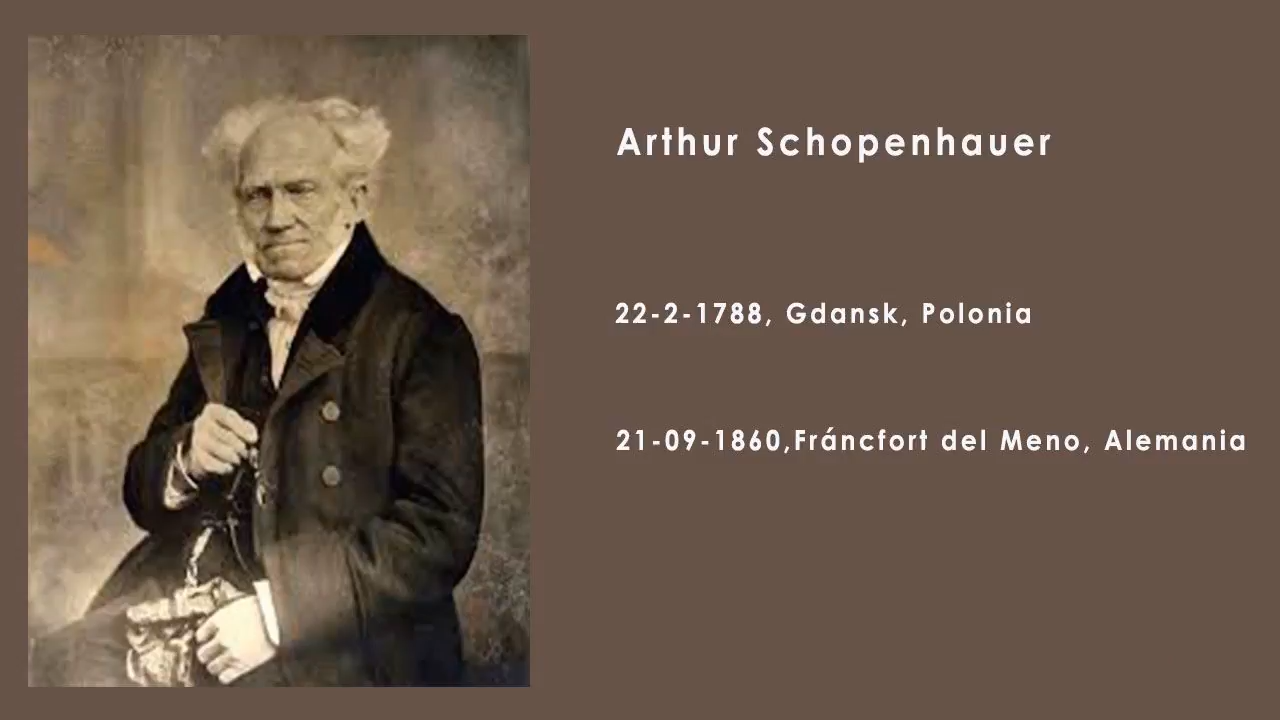 Arthur Schopenhauer
22-2-1788, Gdansk, Polonia
21-09-1860,Fráncfort del Meno, Alemania